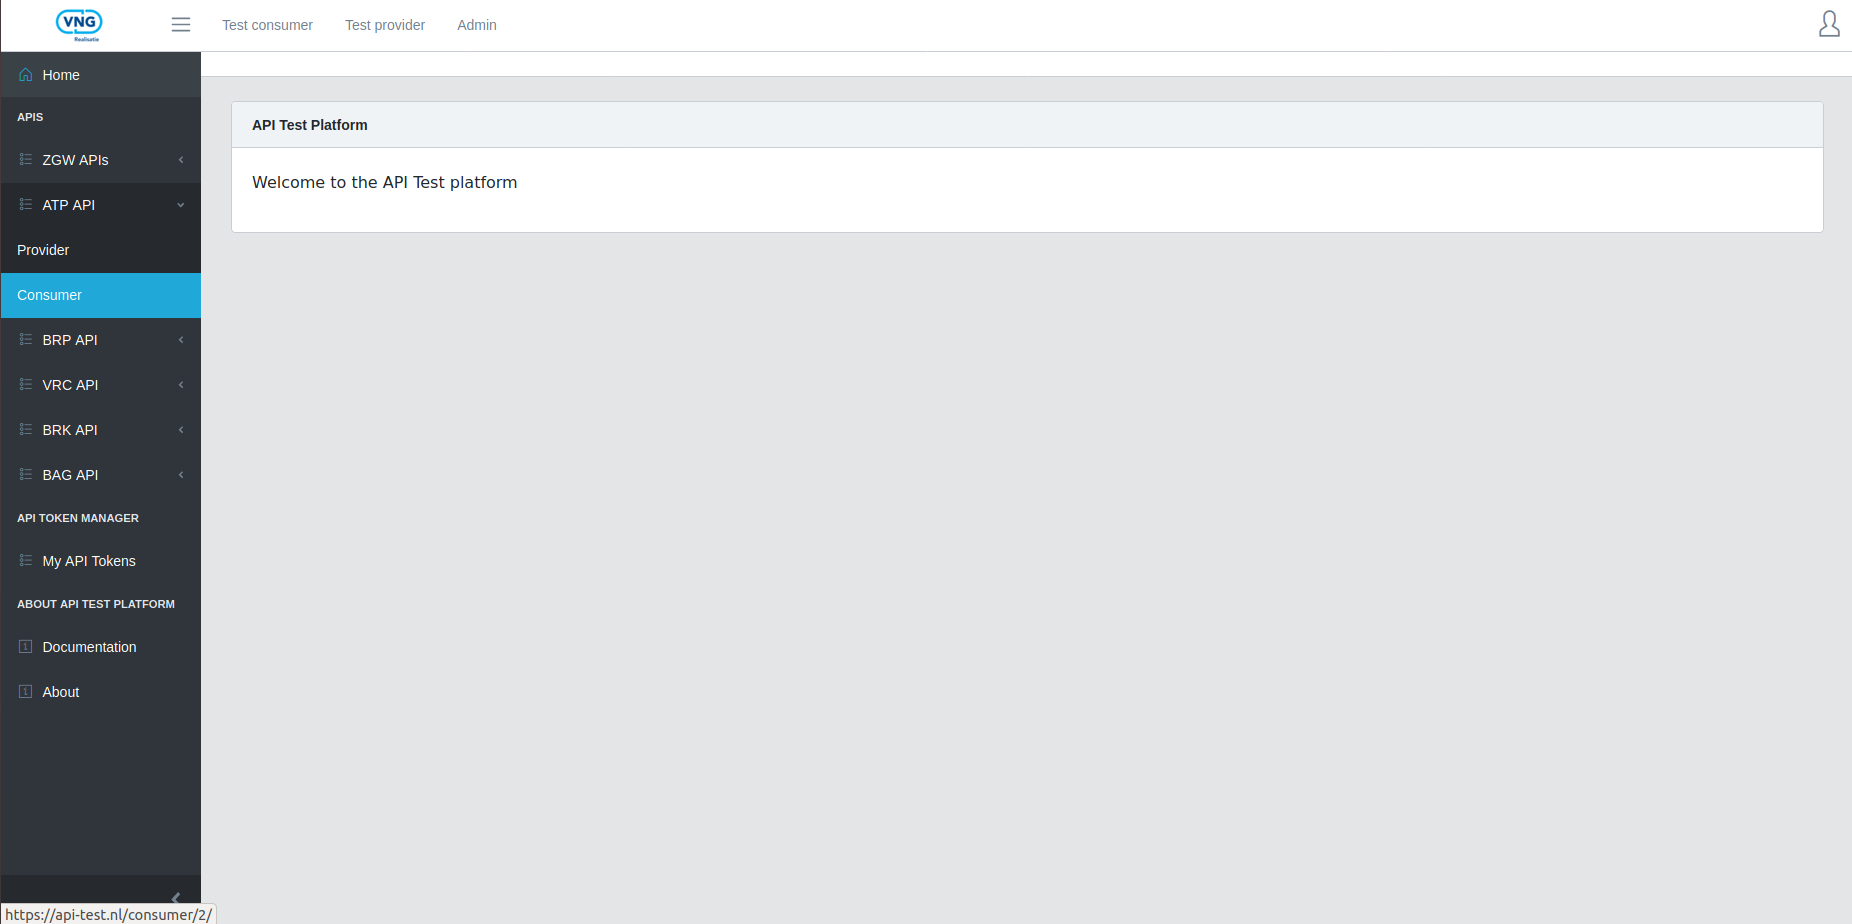 VNG
Realisatie
Test consumer
Test provider
Admin
Home
APIS
ZGW APIs
ATP API
Provider
Consumer
BRP API
VRC API
BRK API
BAG API
API TOKEN MANAGER
My API Tokens
ABOUT API TEST PLATFORM
Documentation
About
API Test Platform
Welcome to the API Test platform
https://api-test.nl/consumer/2/